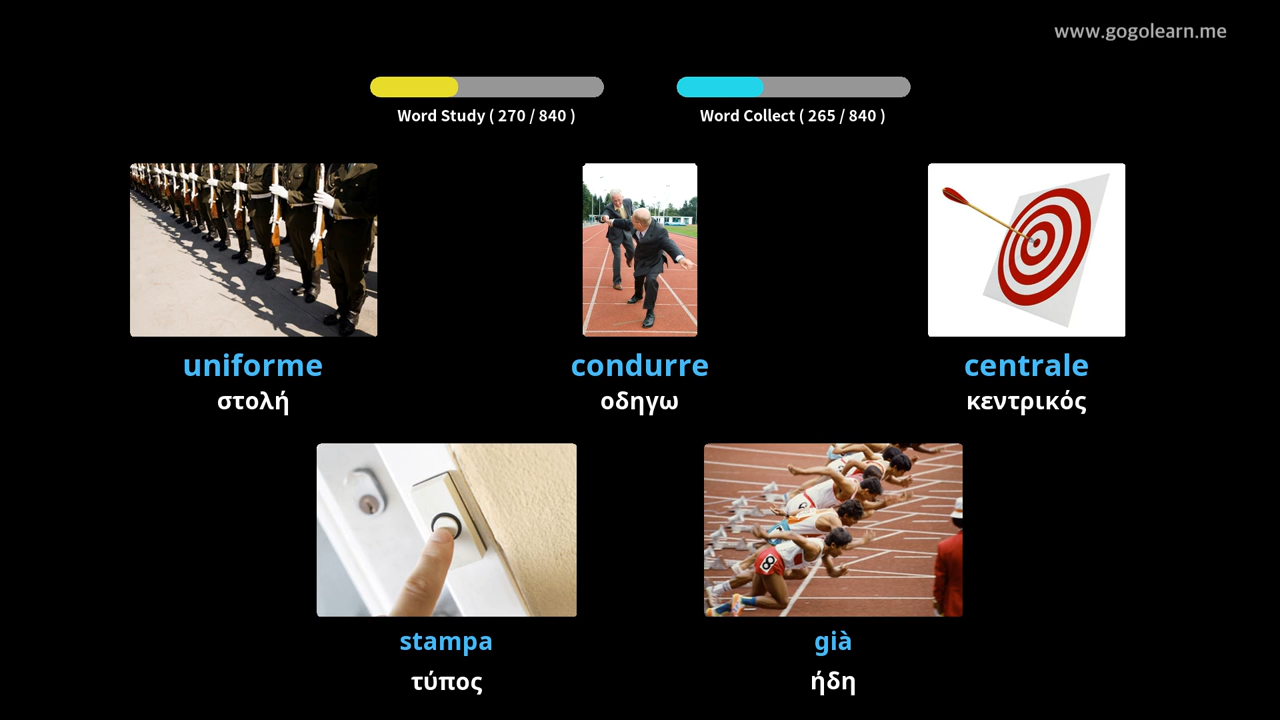 www.gogolearn.me
Word Study ( 270 / 840 )
Word Collect ( 265 / 840 )
uniforme
στολή
condurre
οδηγω
centrale
κεντρικός
stampa
τύπος
già
ήδη